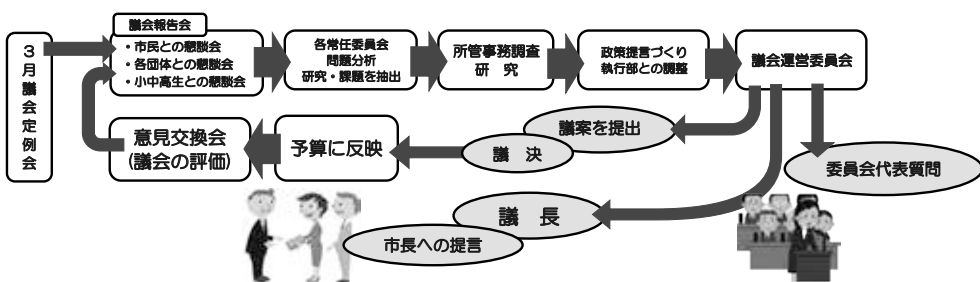 3月議会定例会
議会報告会
・市民との懇談会
・各団体との懇談会
・小中高生との懇談会
各常任委員会
問題分析
研究・課題を抽出
所管事務調査
研究
政策提言づくり
執行部との調整
議会運営委員会
議案を提出
議決
予算に反映
意見交換会
(議会の評価)
委員会代表質問
議長
市長への提言